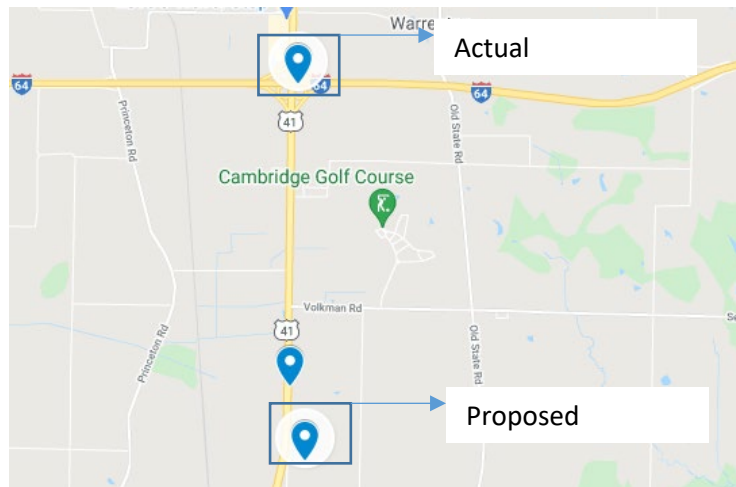 Warre
Actual
64
64
64
Princeton Rd
Old State Rd
41
Cambridge Golf Course
Volkman Rd
41
Princeton Rd
Old State Rd
Se
Proposed